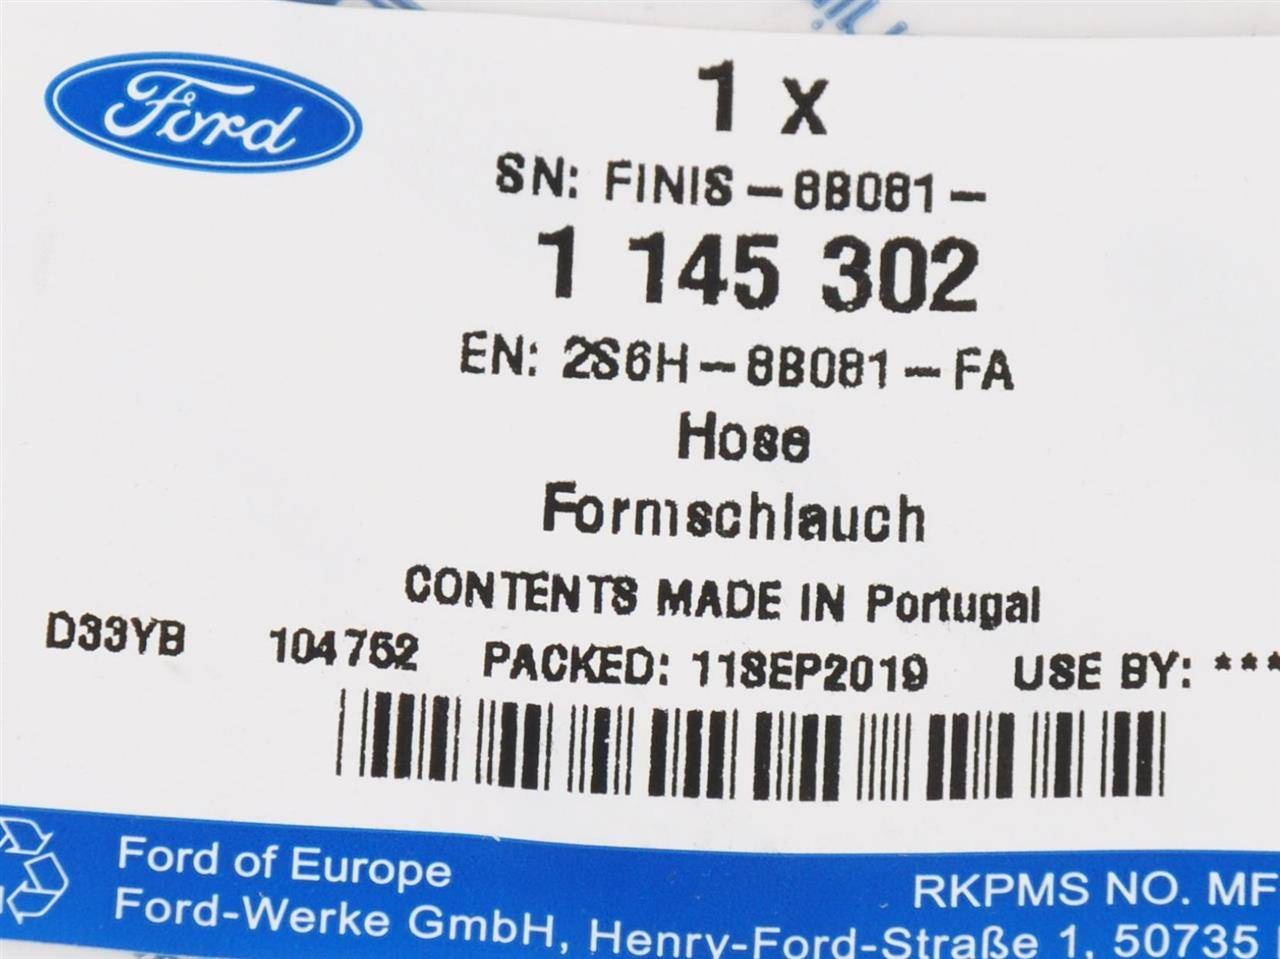 Ford
1 x
SN: FINIS-8B081-
1 145 302
EN: 2S6H-8B081-FA
Hose
Formschlauch
CONTENTS MADE IN Portugal
D33YB 104752 PACKED: 11SEP2019 USE BY: ***
Ford of Europe
RKPMS NO. MF
Ford-Werke GmbH, Henry-Ford-Straße 1, 50735